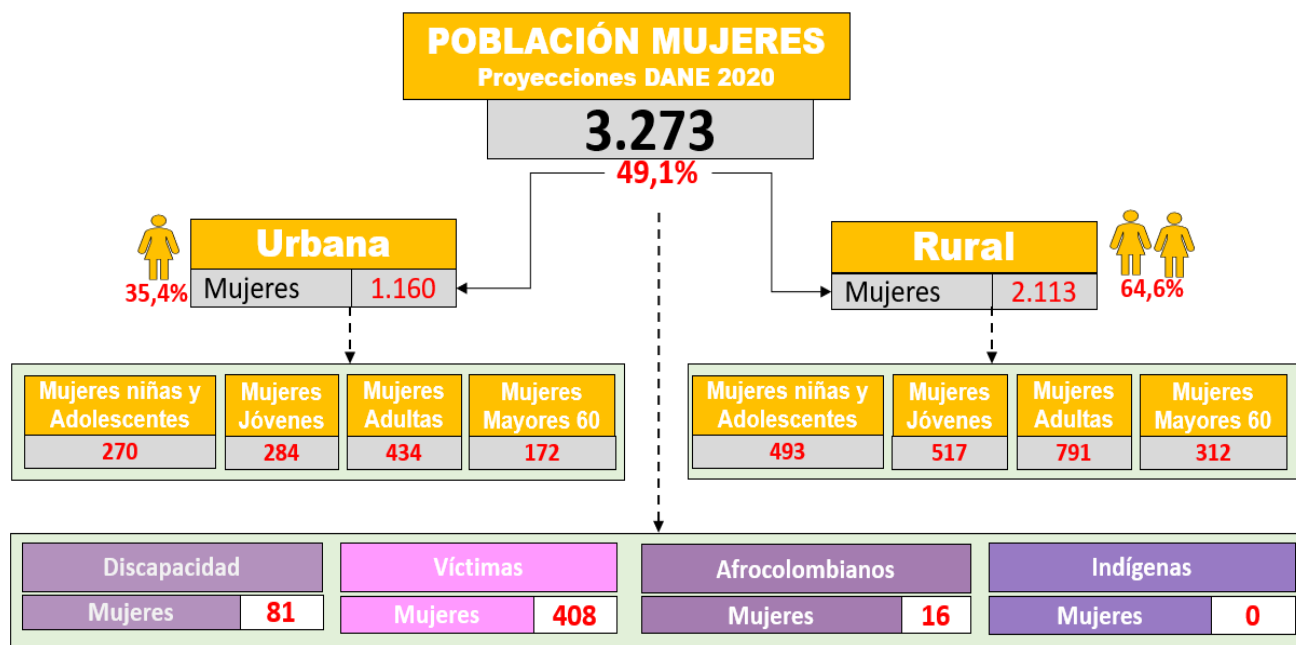 POBLACIÓN MUJERES
Proyecciones DANE 2020
3.273
49,1%
Urbana
Mujeres 1.160
35,4%
Rural
Mujeres 2.113
64,6%
Mujeres niñas y
Adolescentes
270
Mujeres
Jóvenes
284
Mujeres
Adultas
434
Mujeres
Mayores 60
172
Mujeres niñas y
Adolescentes
493
Mujeres
Jóvenes
517
Mujeres
Adultas
791
Mujeres
Mayores 60
312
Discapacidad
Mujeres 81
Víctimas
Mujeres 408
Afrocolombianos
Mujeres 16
Indígenas
Mujeres 0